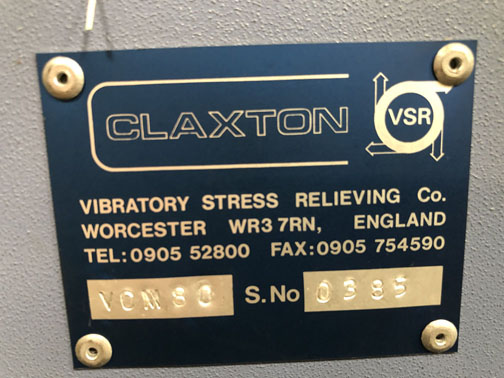 CLAXTON VSR
VIBRATORY STRESS RELIEVING Co.
WORCESTER WR3 7RN, ENGLAND
TEL:0905 52800 FAX:0905 754590
VCM80 S.No 0385